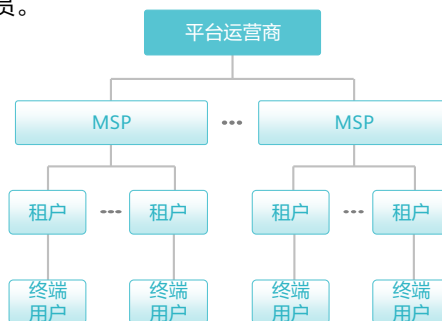 员。
平台运营商
MSP ••• MSP
租户 ••• 租户 租户 ••• 租户
终端 终端 终端 终端
用户 用户 用户 用户